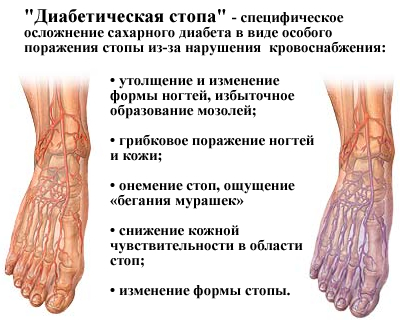 "Диабетическая стопа" - специфическое
осложнение сахарного диабета в виде особого
поражения стопы из-за нарушения кровоснабжения:
• утолщение и изменение
формы ногтей, избыточное
образование мозолей;
• грибковое поражение ногтей
и кожи;
• онемение стоп, ощущение
«бегания мурашек»
• снижение кожной
чувствительности в области
стоп;
• изменение формы стопы.